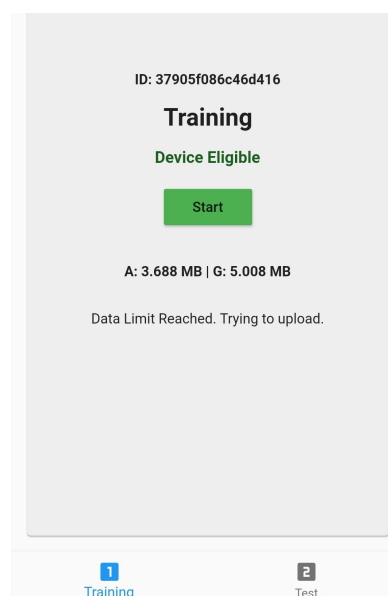 ID: 37905f086c46d416
Training
Device Eligible
Start
A: 3.688 MB | G: 5.008 MB
Data Limit Reached. Trying to upload.
1 2
Training Test